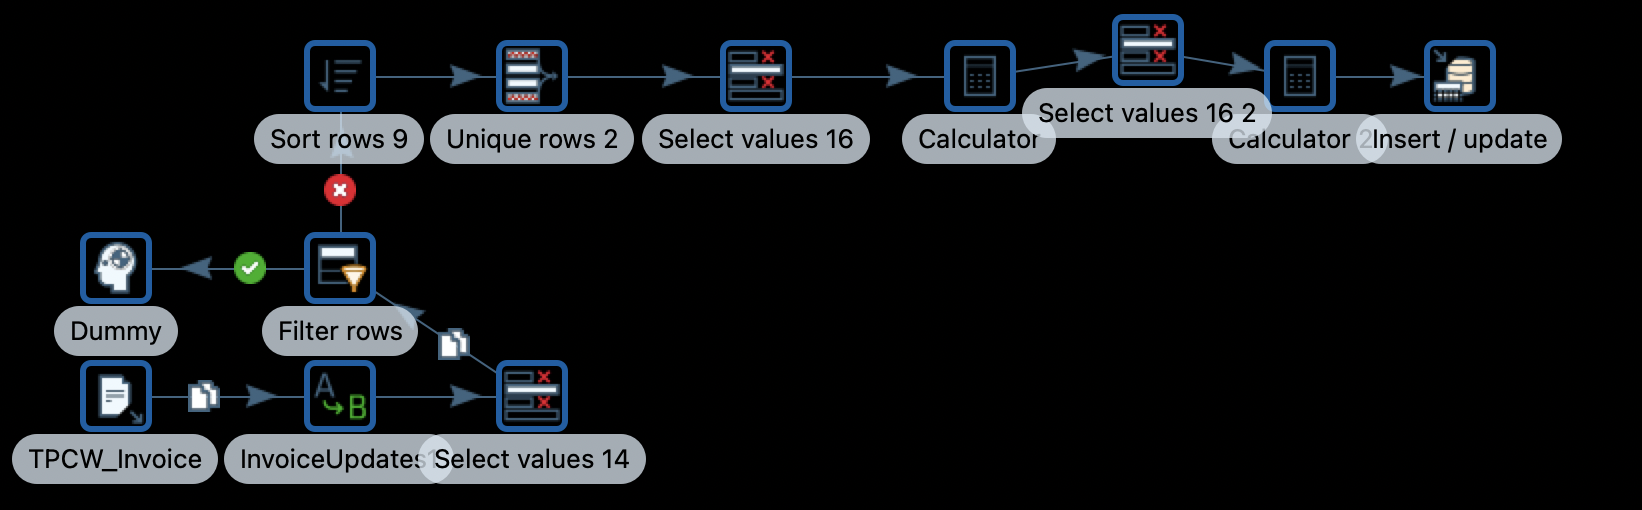 Sort rows 9
Unique rows 2
Select values 16
Calculator
Select values 16 2
Calculator 2
Insert / update
Dummy
Filter rows
A
B
TPCW_Invoice
InvoiceUpdates1
Select values 14